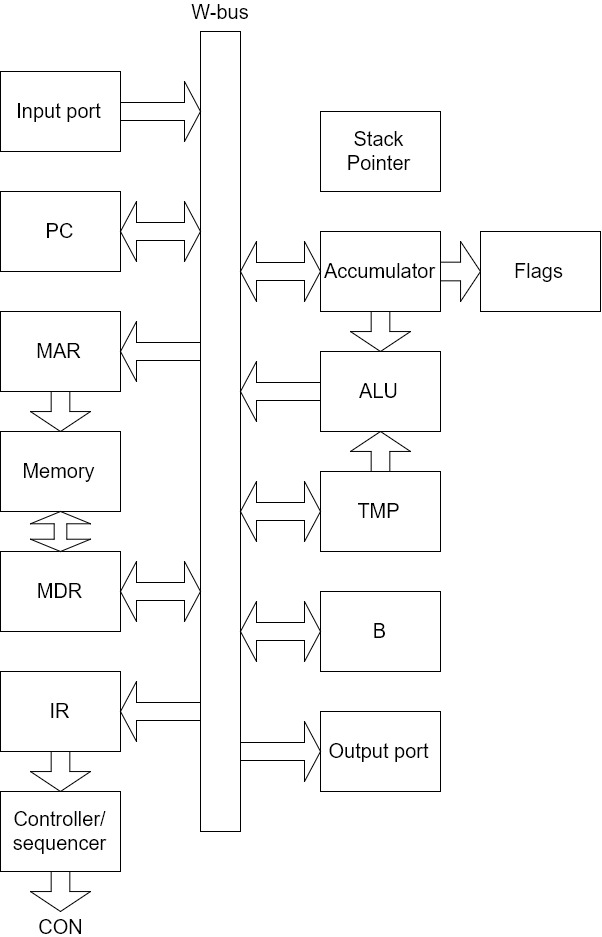 W-bus
Input port
Stack
Pointer
PC
Accumulator
Flags
MAR
ALU
Memory
TMP
MDR
B
IR
Output port
Controller/
sequencer
CON